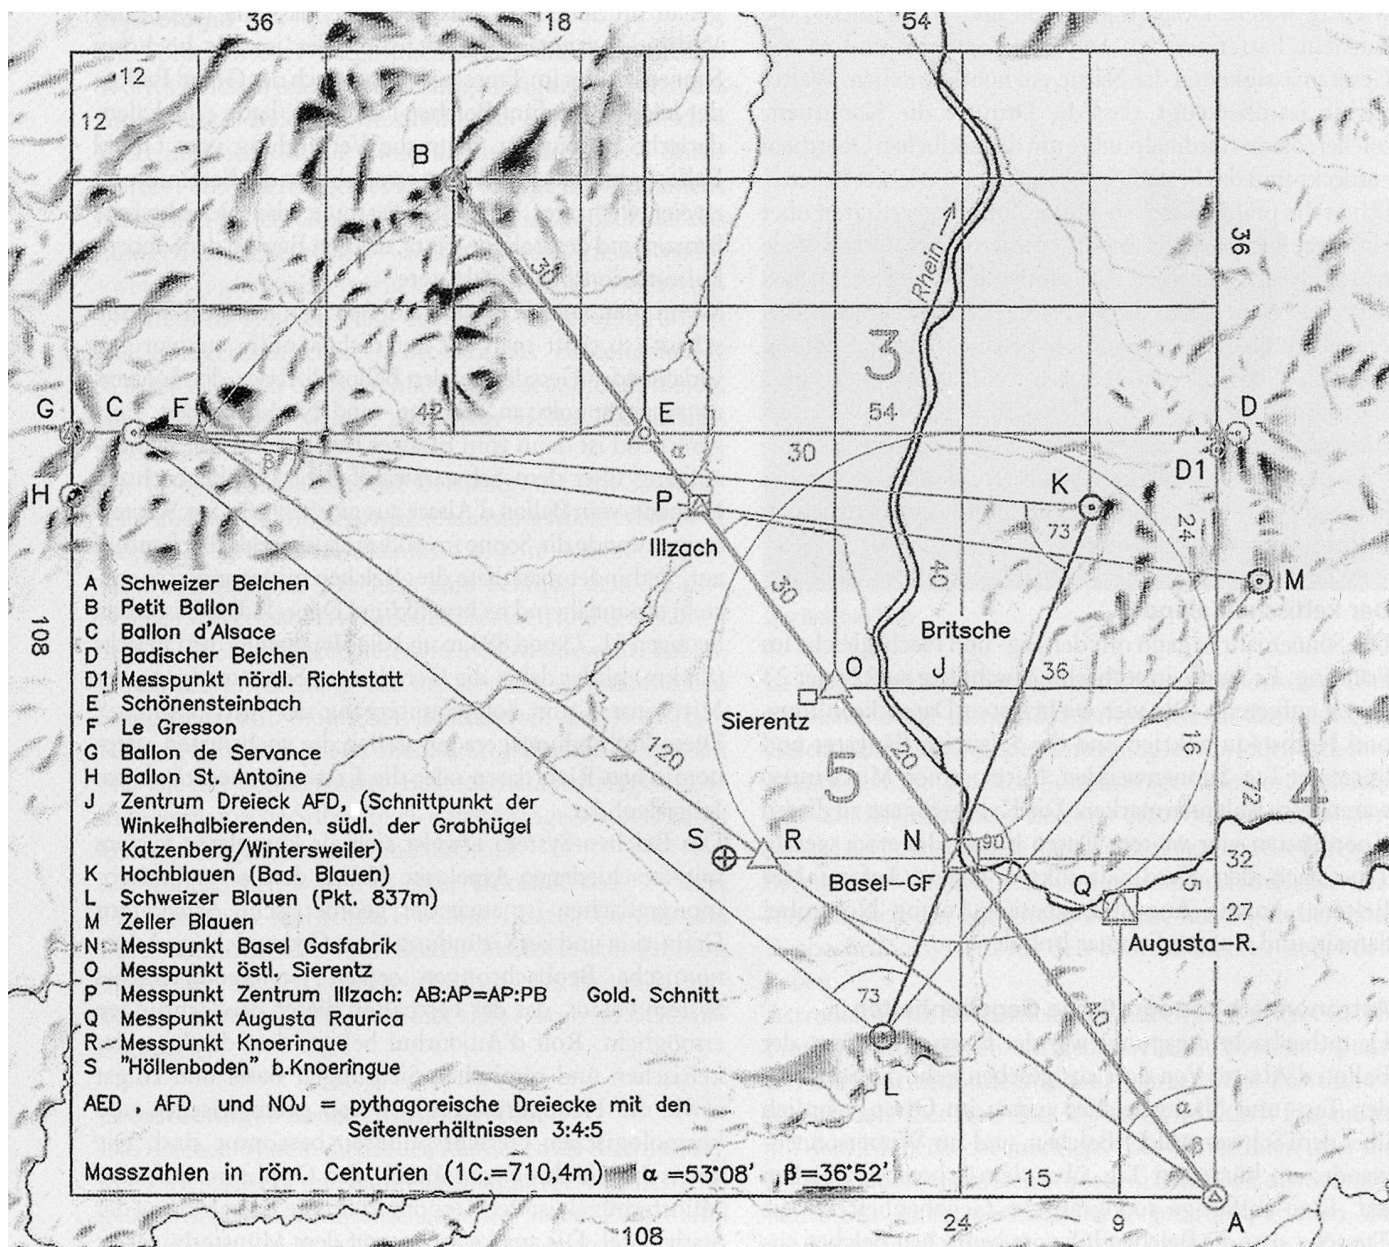 36
18
54
12
12
B
30
Rhein
36
3
G
C
F
42
E
54
D
β
α
30
D1
H
P
K
73
24
Illzach
M
A Schweizer Belchen
B Petit Ballon
C Ballon d'Alsace
D Badischer Belchen
D1 Messpunkt nördl. Richtstatt
E Schönensteinbach
F Le Gresson
G Ballon de Servance
H Ballon St. Antoine
J Zentrum Dreieck AFD, (Schnittpunkt der
Winkelhalbierenden, südl. der Grabhügel
Katzenberg/Wintersweiler)
K Hochblauen (Bad. Blauen)
L Schweizer Blauen (Pkt. 837m)
M Zeller Blauen
N Messpunkt Basel Gasfabrik
O Messpunkt östl. Sierentz
P Messpunkt Zentrum Illzach: AB:AP=AP:PB Gold. Schnitt
Q Messpunkt Augusta Raurica
R Messpunkt Knoeringue
S "Höllenboden" b.Knoeringue
AED , AFD und NOJ = pythagoreische Dreiecke mit den
Seitenverhältnissen 3:4:5
Masszahlen in röm. Centurien (1C.=710,4m) α =53°08' , β=36°52'
108
40
Britsche
O
J
36
Sierentz
120
20
16
72
5
4
S
R
N
90
32
Basel-GF
Q
5
27
Augusta-R.
73
40
L
α
β
15
A
24
9
108